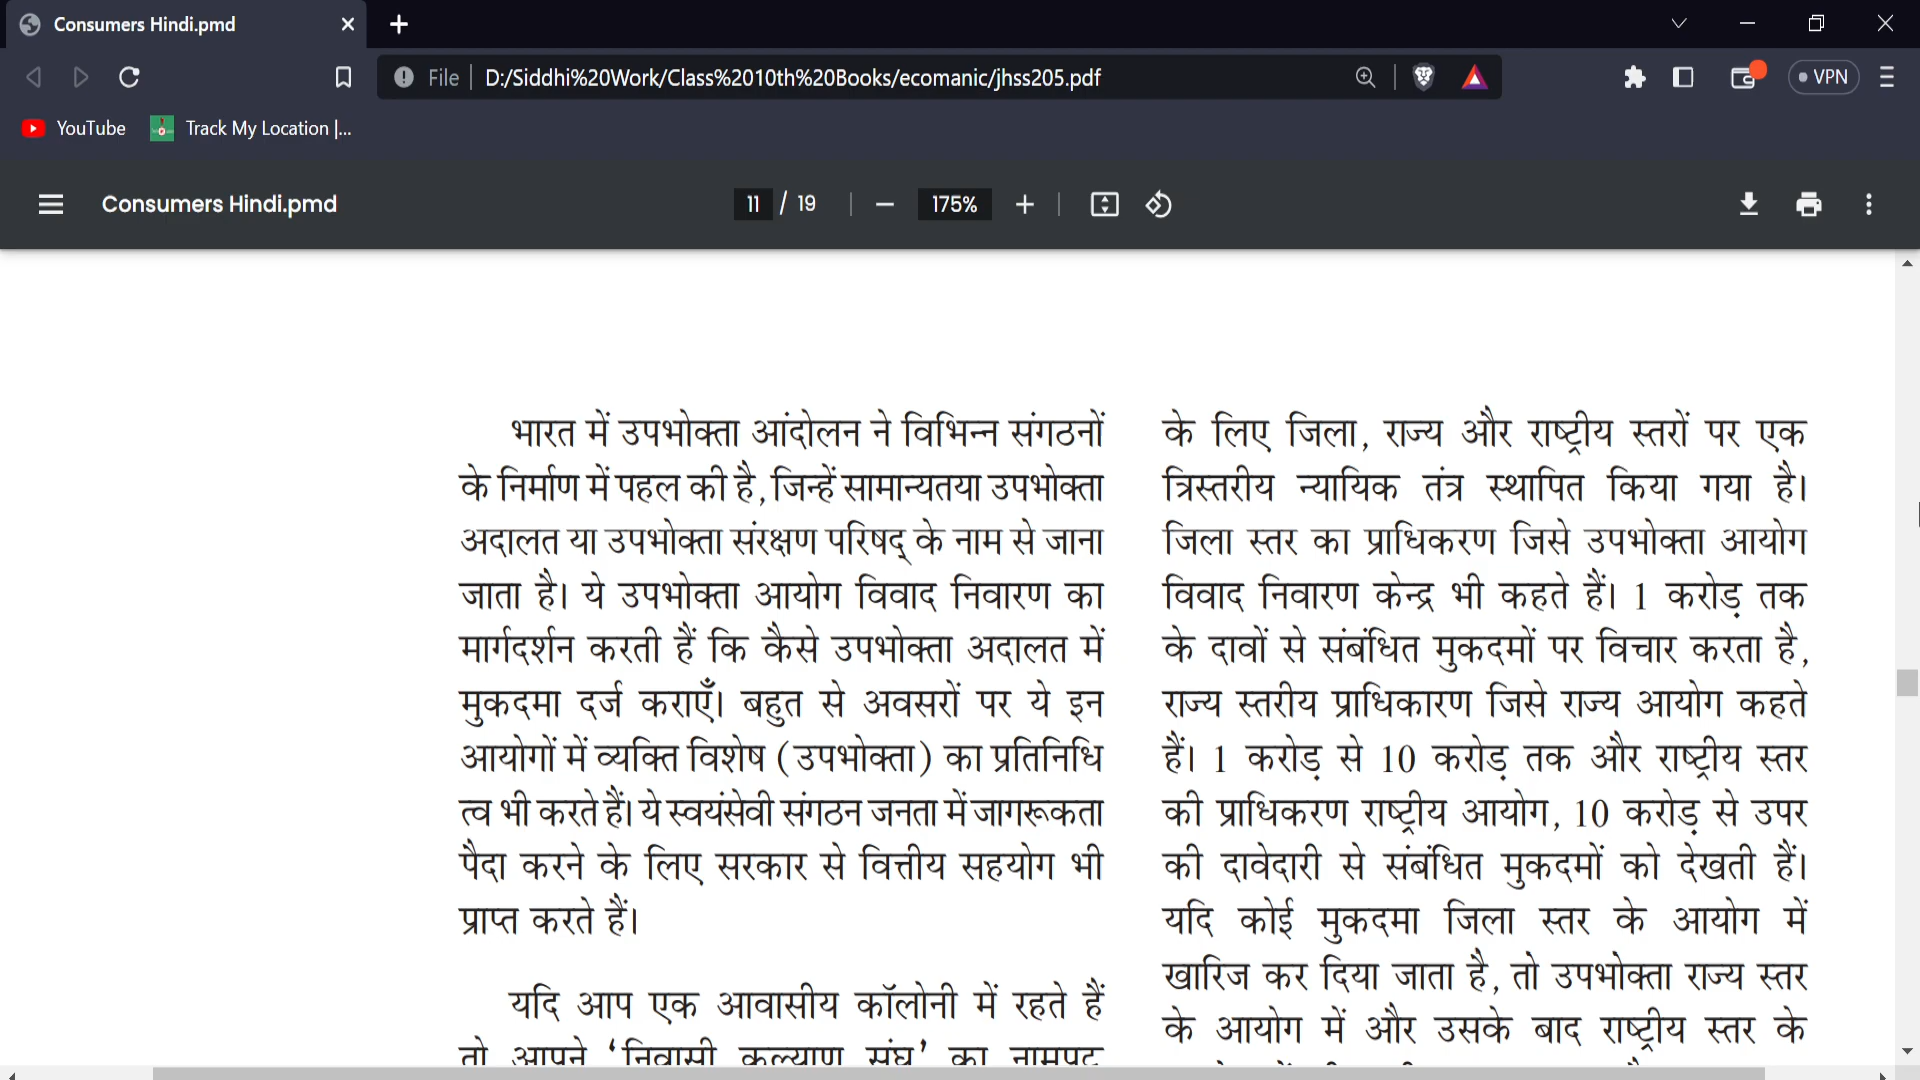 Consumers Hindi.pmd
File D:/Siddhi%20Work/Class%2010th%20Books/ecomanic/jhss205.pdf
VPN
YouTube
Track My Location |...
Consumers Hindi.pmd
11 / 19
175%
भारत में उपभोक्ता आंदोलन ने विभिन्न संगठनों
के निर्माण में पहल की है, जिन्हें सामान्यतया उपभोक्ता
अदालत या उपभोक्ता संरक्षण परिषद् के नाम से जाना
जाता है। ये उपभोक्ता आयोग विवाद निवारण का
मार्गदर्शन करती हैं कि कैसे उपभोक्ता अदालत में
मुकदमा दर्ज कराएँ। बहुत से अवसरों पर ये इन
आयोगों में व्यक्ति विशेष (उपभोक्ता) का प्रतिनिधि
त्व भी करते हैं। ये स्वयंसेवी संगठन जनता में जागरूकता
पैदा करने के लिए सरकार से वित्तीय सहयोग भी
प्राप्त करते हैं।
यदि आप एक आवासीय कॉलोनी में रहते हैं
तो आपने ‘निवासी कल्याण संघ’ का नामपट
के लिए जिला, राज्य और राष्ट्रीय स्तरों पर एक
त्रिस्तरीय न्यायिक तंत्र स्थापित किया गया है।
जिला स्तर का प्राधिकरण जिसे उपभोक्ता आयोग
विवाद निवारण केन्द्र भी कहते हैं। 1 करोड़ तक
के दावों से संबंधित मुकदमों पर विचार करता है,
राज्य स्तरीय प्राधिकारण जिसे राज्य आयोग कहते
हैं। 1 करोड़ से 10 करोड़ तक और राष्ट्रीय स्तर
की प्राधिकरण राष्ट्रीय आयोग, 10 करोड़ से उपर
की दावेदारी से संबंधित मुकदमों को देखती हैं।
यदि कोई मुकदमा जिला स्तर के आयोग में
खारिज कर दिया जाता है, तो उपभोक्ता राज्य स्तर
के आयोग में और उसके बाद राष्ट्रीय स्तर के